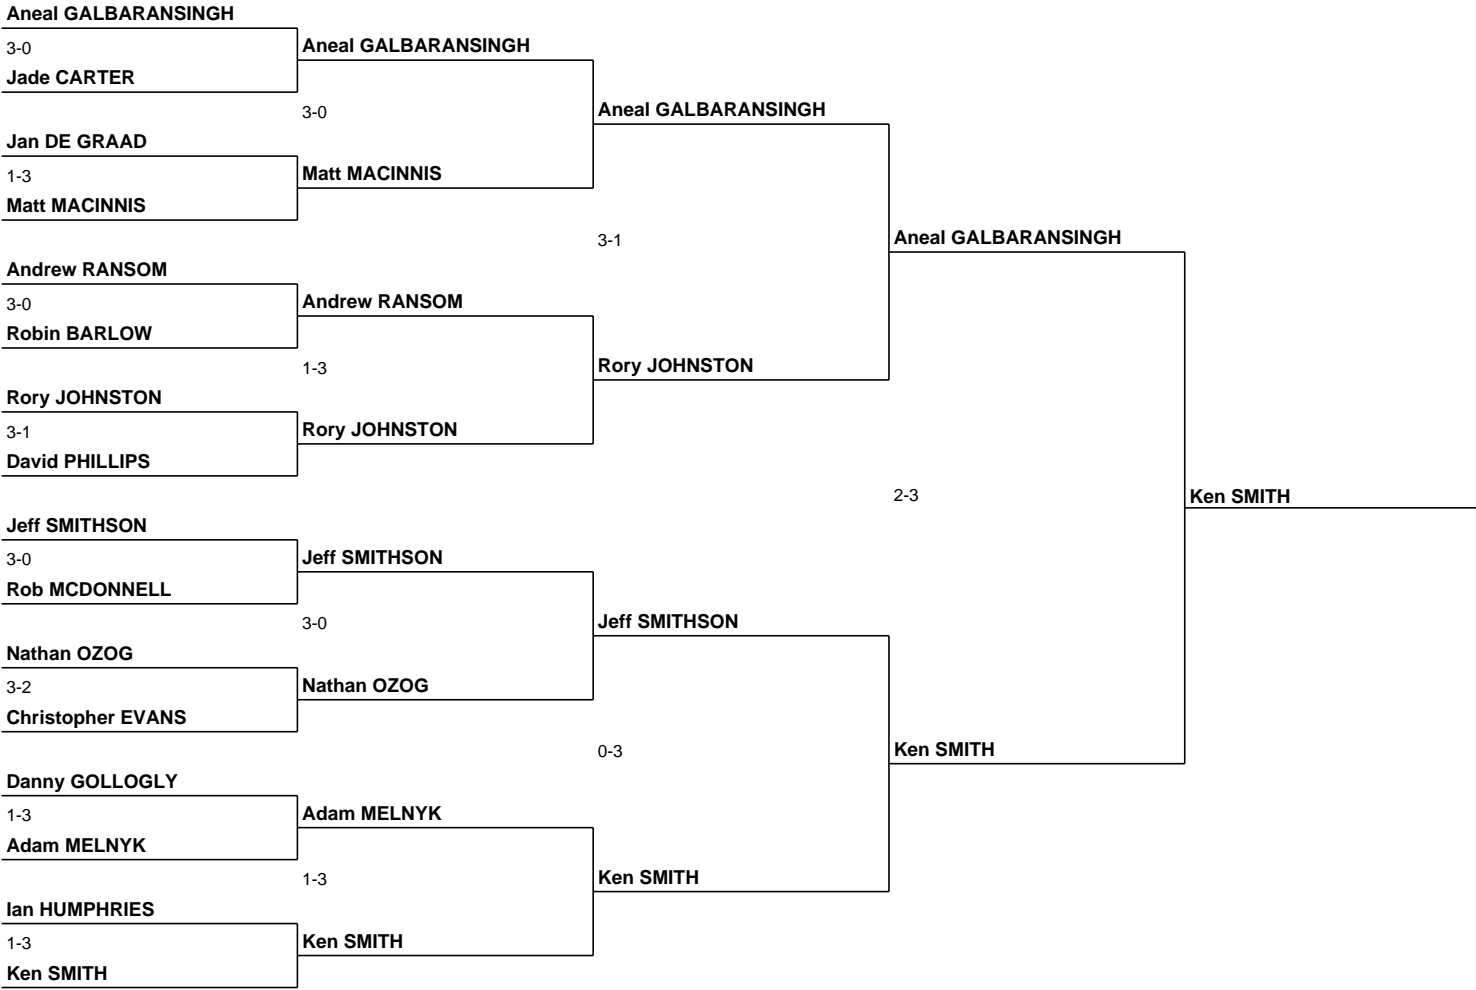 Aneal GALBARANSINGH
3-0
Jade CARTER
Jan DE GRAAD
1-3
Matt MACINNIS
Andrew RANSOM
3-0
Robin BARLOW
Rory JOHNSTON
3-1
David PHILLIPS
Jeff SMITHSON
3-0
Rob MCDONNELL
Nathan OZOG
3-2
Christopher EVANS
Danny GOLLOGLY
1-3
Adam MELNYK
Ian HUMPHRIES
1-3
Ken SMITH
Aneal GALBARANSINGH
3-0
Matt MACINNIS
Andrew RANSOM
1-3
Rory JOHNSTON
Jeff SMITHSON
3-0
Nathan OZOG
Adam MELNYK
1-3
Ken SMITH
Aneal GALBARANSINGH
3-1
Rory JOHNSTON
Jeff SMITHSON
0-3
Ken SMITH
Aneal GALBARANSINGH
2-3
Ken SMITH
Ken SMITH